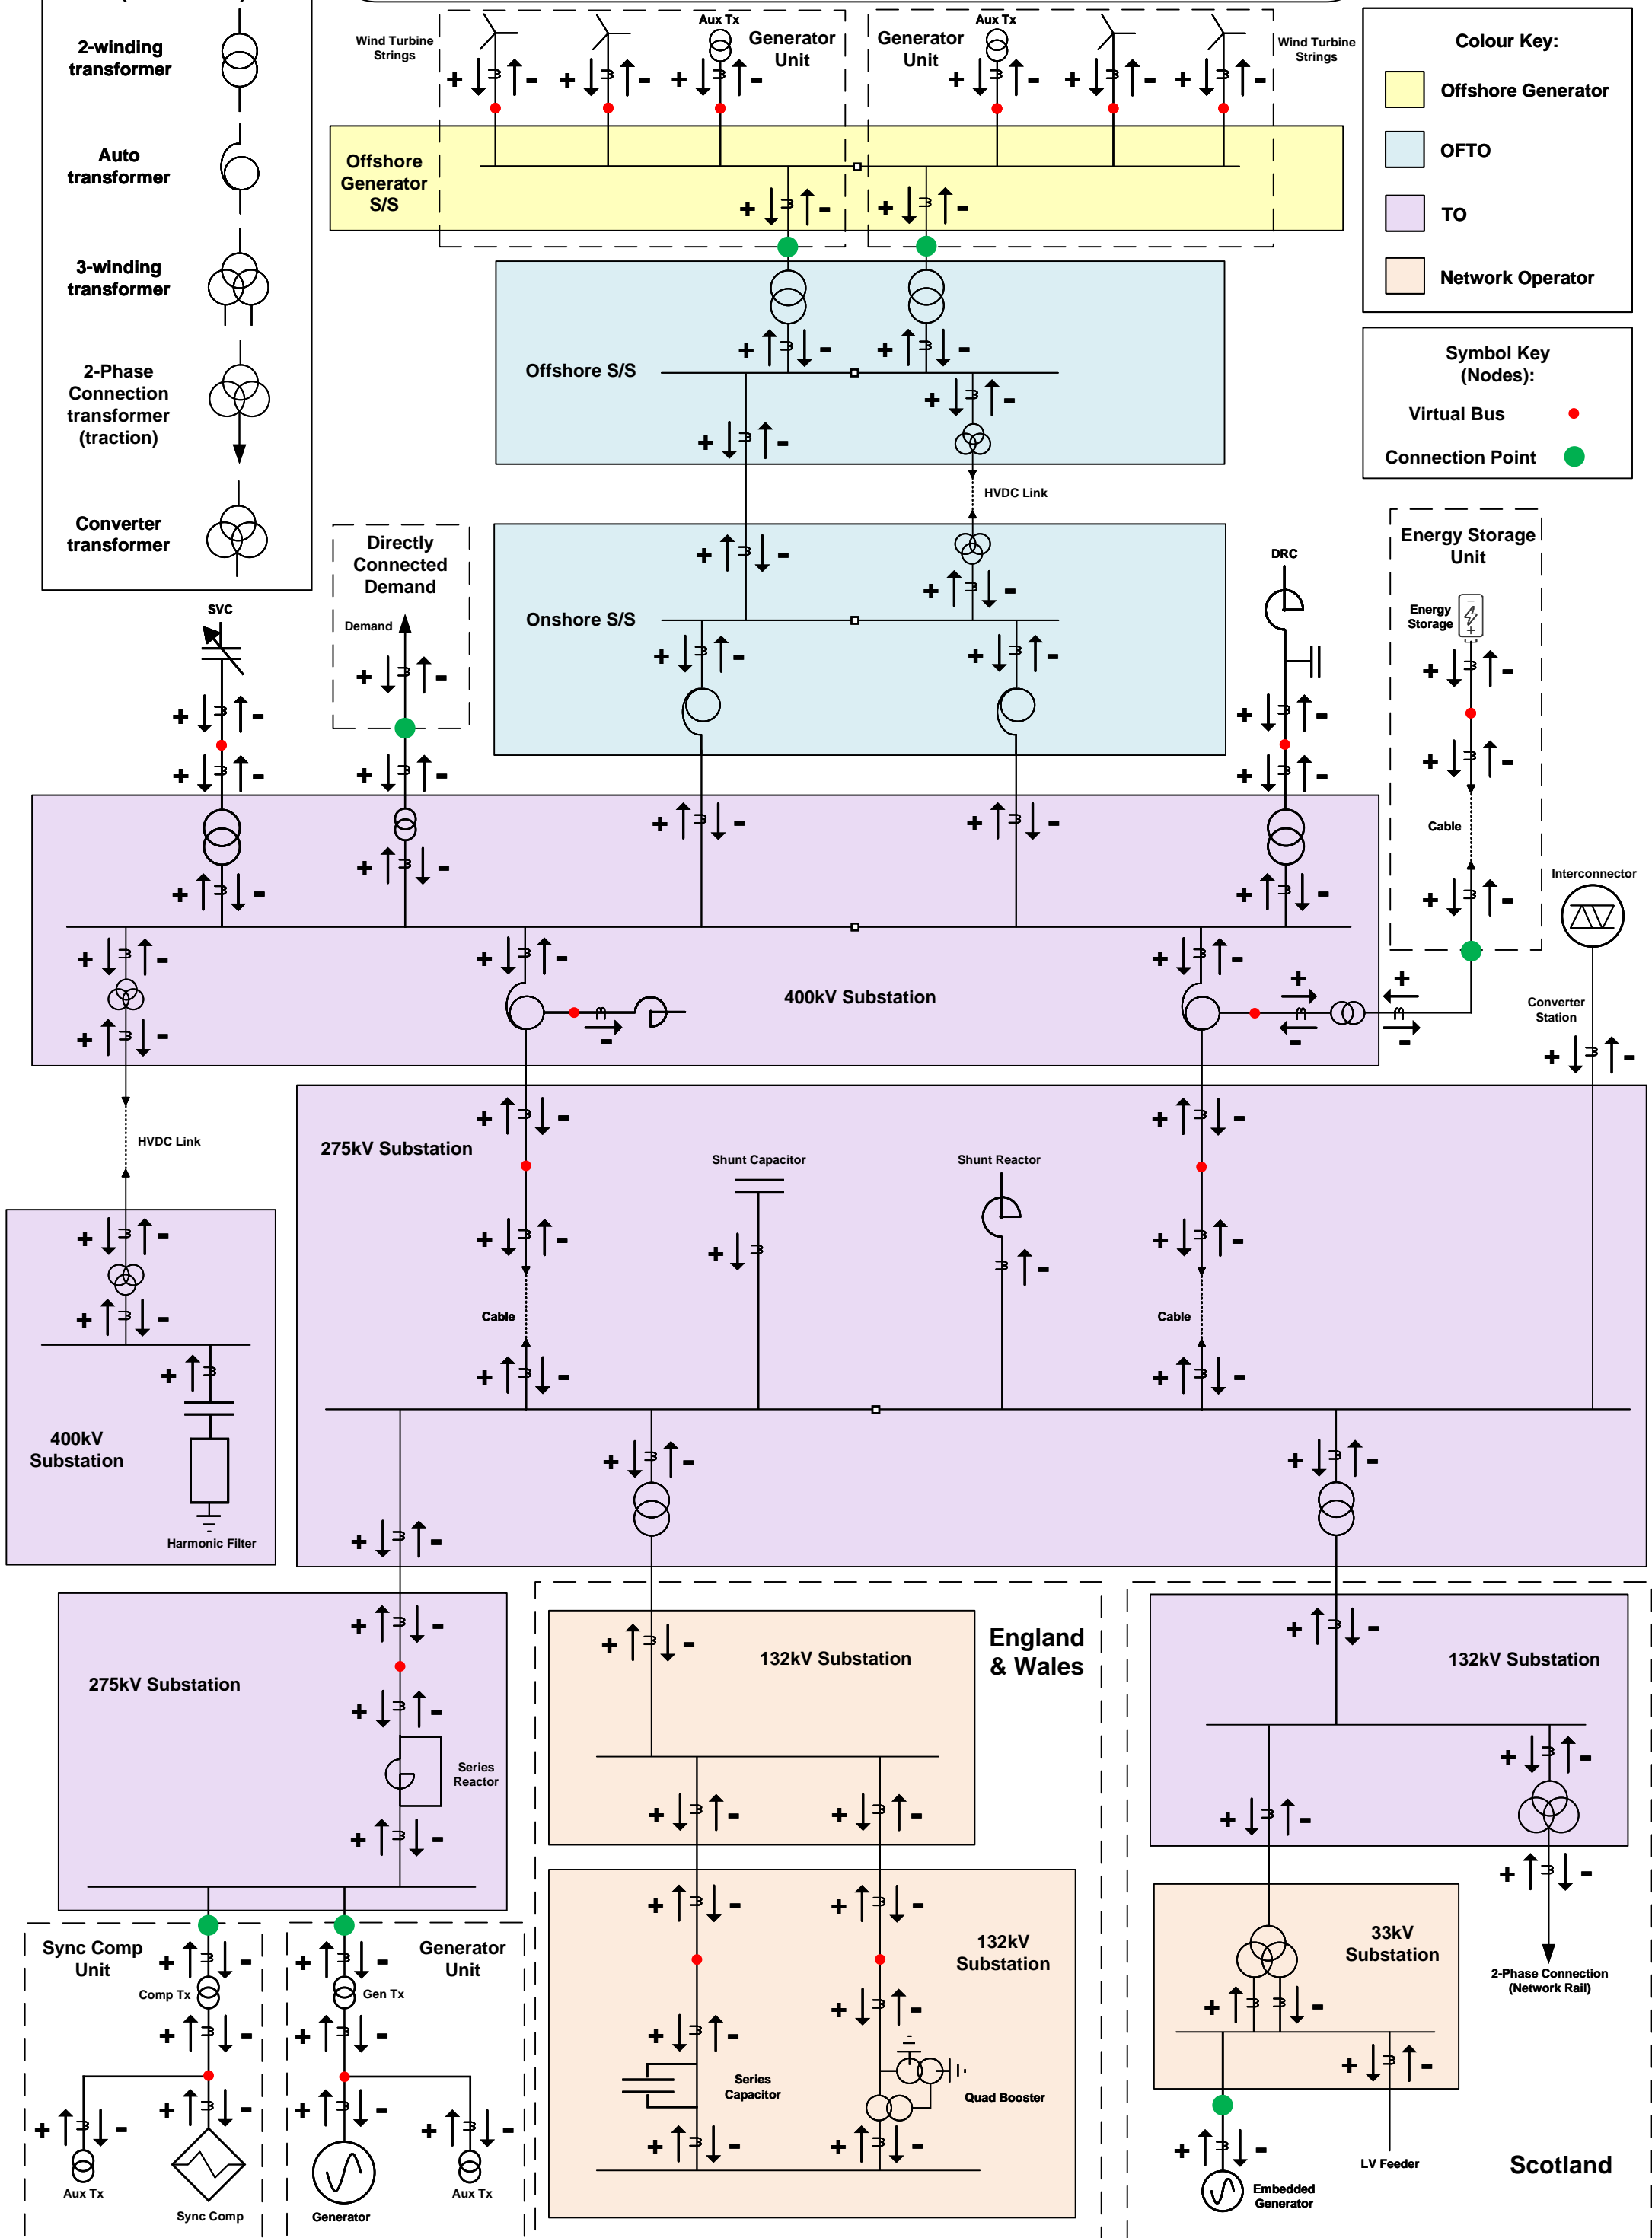 2-winding
transformer
Auto
transformer
3-winding
transformer
2-Phase
Connection
transformer
(traction)
Converter
transformer
Wind Turbine
Strings
Aux Tx
Generator
Unit
Generator
Unit
Aux Tx
Wind Turbine
Strings
Offshore
Generator
S/S
Colour Key:
Offshore Generator
OFTO
TO
Network Operator
Symbol Key
(Nodes):
Virtual Bus
Connection Point
Offshore S/S
HVDC Link
Onshore S/S
Directly
Connected
Demand
Demand
SVC
DRC
Energy Storage
Unit
Energy
Storage
Cable
Interconnector
Converter
Station
400kV Substation
HVDC Link
275kV Substation
Shunt Capacitor
Shunt Reactor
Cable
Cable
400kV
Substation
Harmonic Filter
275kV Substation
Series
Reactor
132kV Substation
England
& Wales
132kV Substation
132kV
Substation
Series
Capacitor
Quad Booster
33kV
Substation
2-Phase Connection
(Network Rail)
LV Feeder
Embedded
Generator
Scotland
Sync Comp
Unit
Comp Tx
Aux Tx
Sync Comp
Generator
Unit
Gen Tx
Generator
Aux Tx